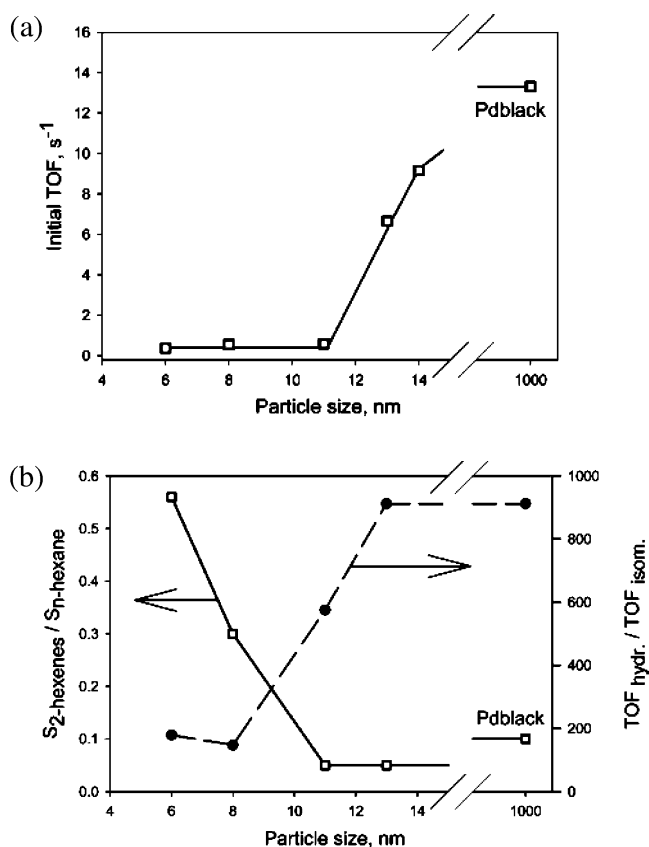 (a)
16
14
12
10
8
6
4
2
0
Initial TOF, s⁻¹
Pdblack
4 6 8 10 12 14 1000
Particle size, nm
(b)
0.6
0.5
0.4
0.3
0.2
0.1
0.0
S2-hexenes / Sn-hexane
1000
800
600
400
200
0
TOF hydr. / TOF isom.
Pdblack
4 6 8 10 12 14 1000
Particle size, nm